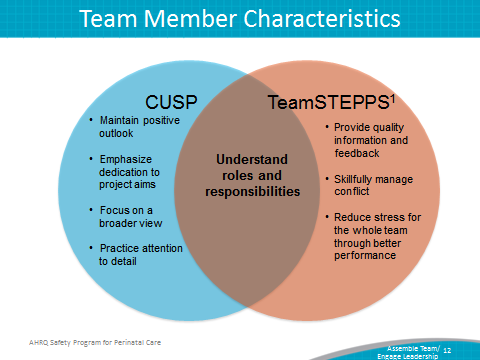 Team Member Characteristics
CUSP
• Maintain positive
outlook
• Emphasize
dedication to
project aims
• Focus on a
broader view
• Practice attention
to detail
Understand
roles and
responsibilities
TeamSTEPPS1
• Provide quality
information and
feedback
• Skillfully manage
conflict
• Reduce stress for
the whole team
through better
performance
AHRQ Safety Program for Perinatal Care
Assemble Team/
Engage Leadership
12